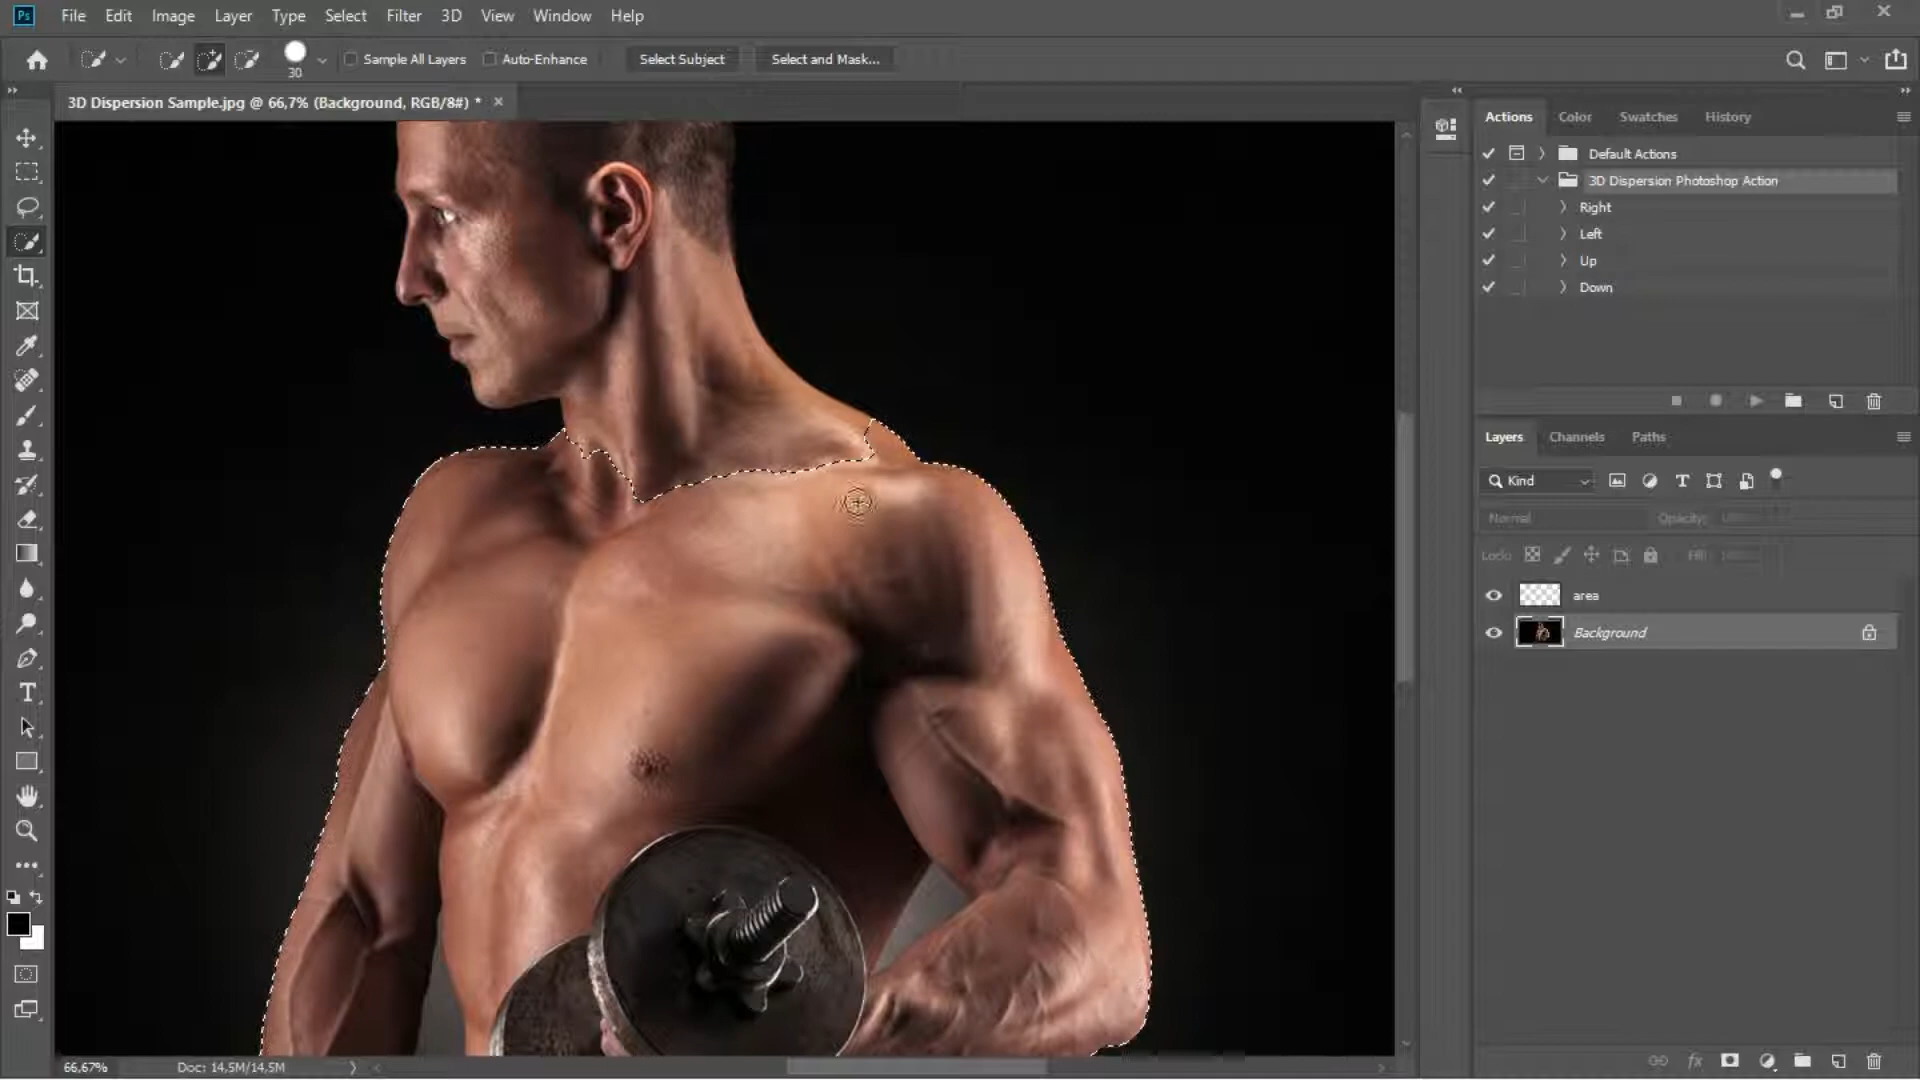 Ps File Edit Image Layer Type Select Filter 3D View Window Help
30 Sample All Layers Auto-Enhance Select Subject Select and Mask...
3D Dispersion Sample.jpg @ 66,7% (Background, RGB/8#) *
Actions Color Swatches History
Default Actions
3D Dispersion Photoshop Action
Right
Left
Up
Down
Layers Channels Paths
Kind
Normal Opacity:
Lock: Fill:
area
Background
66,67% Doc: 14,5M/14,5M